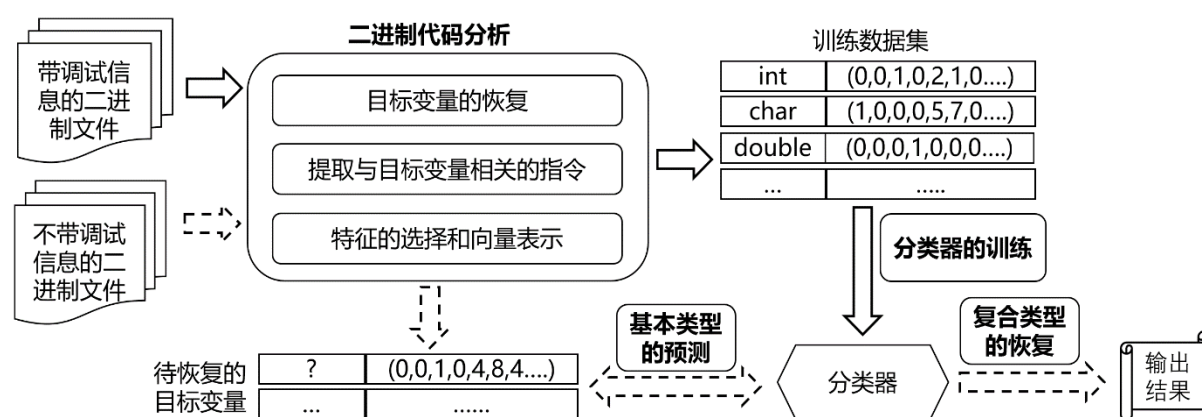 二进制代码分析
带调试信
息的二进
制文件
目标变量的恢复
提取与目标变量相关的指令
特征的选择和向量表示
不带调试
信息的二
进制文件
训练数据集
int (0,0,1,0,2,1,0....)
char (1,0,0,0,5,7,0....)
double (0,0,0,1,0,0,0....)
... .....
分类器的训练
基本类型
的预测
复合类型
的恢复
待恢复的
目标变量
? (0,0,1,0,4,8,4....)
... ......
分类器
输出
结果